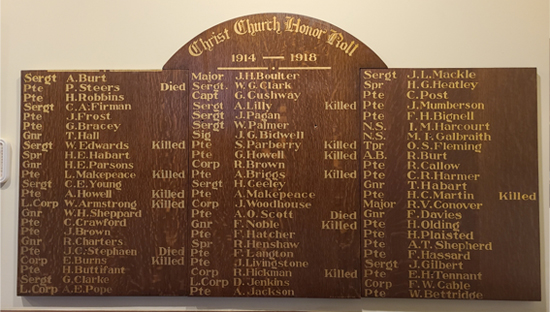 Christ Church Honor Roll
1914 — 1918
Sergt A. Burt
Pte P. Steers Died
Pte H. Robbins
Sergt C. A. Firman
Pte J. Frost
Pte G. Bracey
Gnr T. Hall
Sergt W. Edwards Killed
Spr H. E. Habart
Gnr H. E. Parsons
Pte L. Makepeace Killed
Sergt C. E. Young
Pte A. Howell Killed
L. Corp W. Armstrong Killed
Gnr W. H. Sheppard
Pte C. Crawford
Pte J. Brown
Gnr R. Charters
Pte J. C. Stephaen Died
Corp E. Burns Killed
Pte H. Buttifant
Sergt G. Clarke
L. Corp A. E. Pope
Major J. H. Boulter
Sergt. W. G. Clark
Capt G. Cushway
Sergt A. Lilly Killed
Sergt J. Pagan
Sergt W. Palmer
Spr J. G. Bidwell
Pte S. Parberry Killed
Pte G. Howell Killed
Corp R. Brown
Pte A. Briggs Killed
Sergt H. Ceeley
Pte A. Makepeace
Corp J. Woodhouse
Pte A. O. Scott Died
Gnr F. Noble Killed
Pte F. Hatcher
Spr R. Henshaw
Pte F. Langton
Pte J. Livingstone
Corp R. Hickman Killed
L. Corp D. Jenkins
Pte A. Jackson
Sergt J. L. Mackle
Spr H. G. Heatley
Pte C. Post
Pte J. Mumberson
Pte F. H. Bignell
N.S. I. M. Harcourt
N.S. M. I. Galbraith
Tpr O. S. Fleming
A.B. R. Burt
Pte R. Callow
Pte C. R. Harmer
Gnr T. Habart
Pte H. C. Martin Killed
Major R. V. Conover
Gnr F. Davies
Pte H. Olding
Pte H. Plaisted
Pte A. T. Shepherd
Pte F. Hassard
Sergt J. Gilbert
Pte E. H. Tennant
Corp F. W. Cable
Pte W. Bettridge